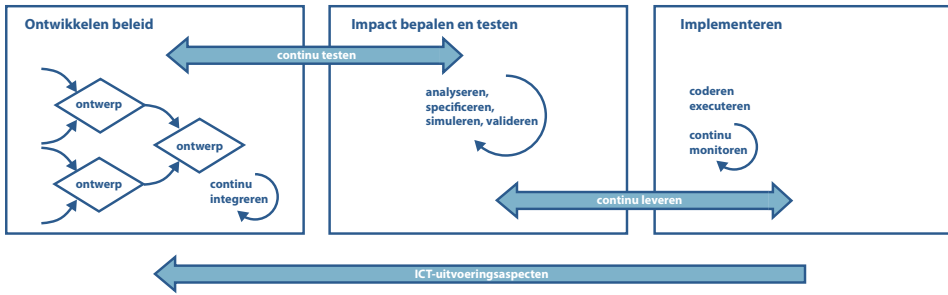 Ontwikkelen beleid
Impact bepalen en testen
Implementeren
continu testen
ontwerp
ontwerp
ontwerp
continu
integreren
analyseren,
specificeren,
simuleren, valideren
coderen
executeren
continu
monitoren
continu leveren
ICT-uitvoeringsaspecten